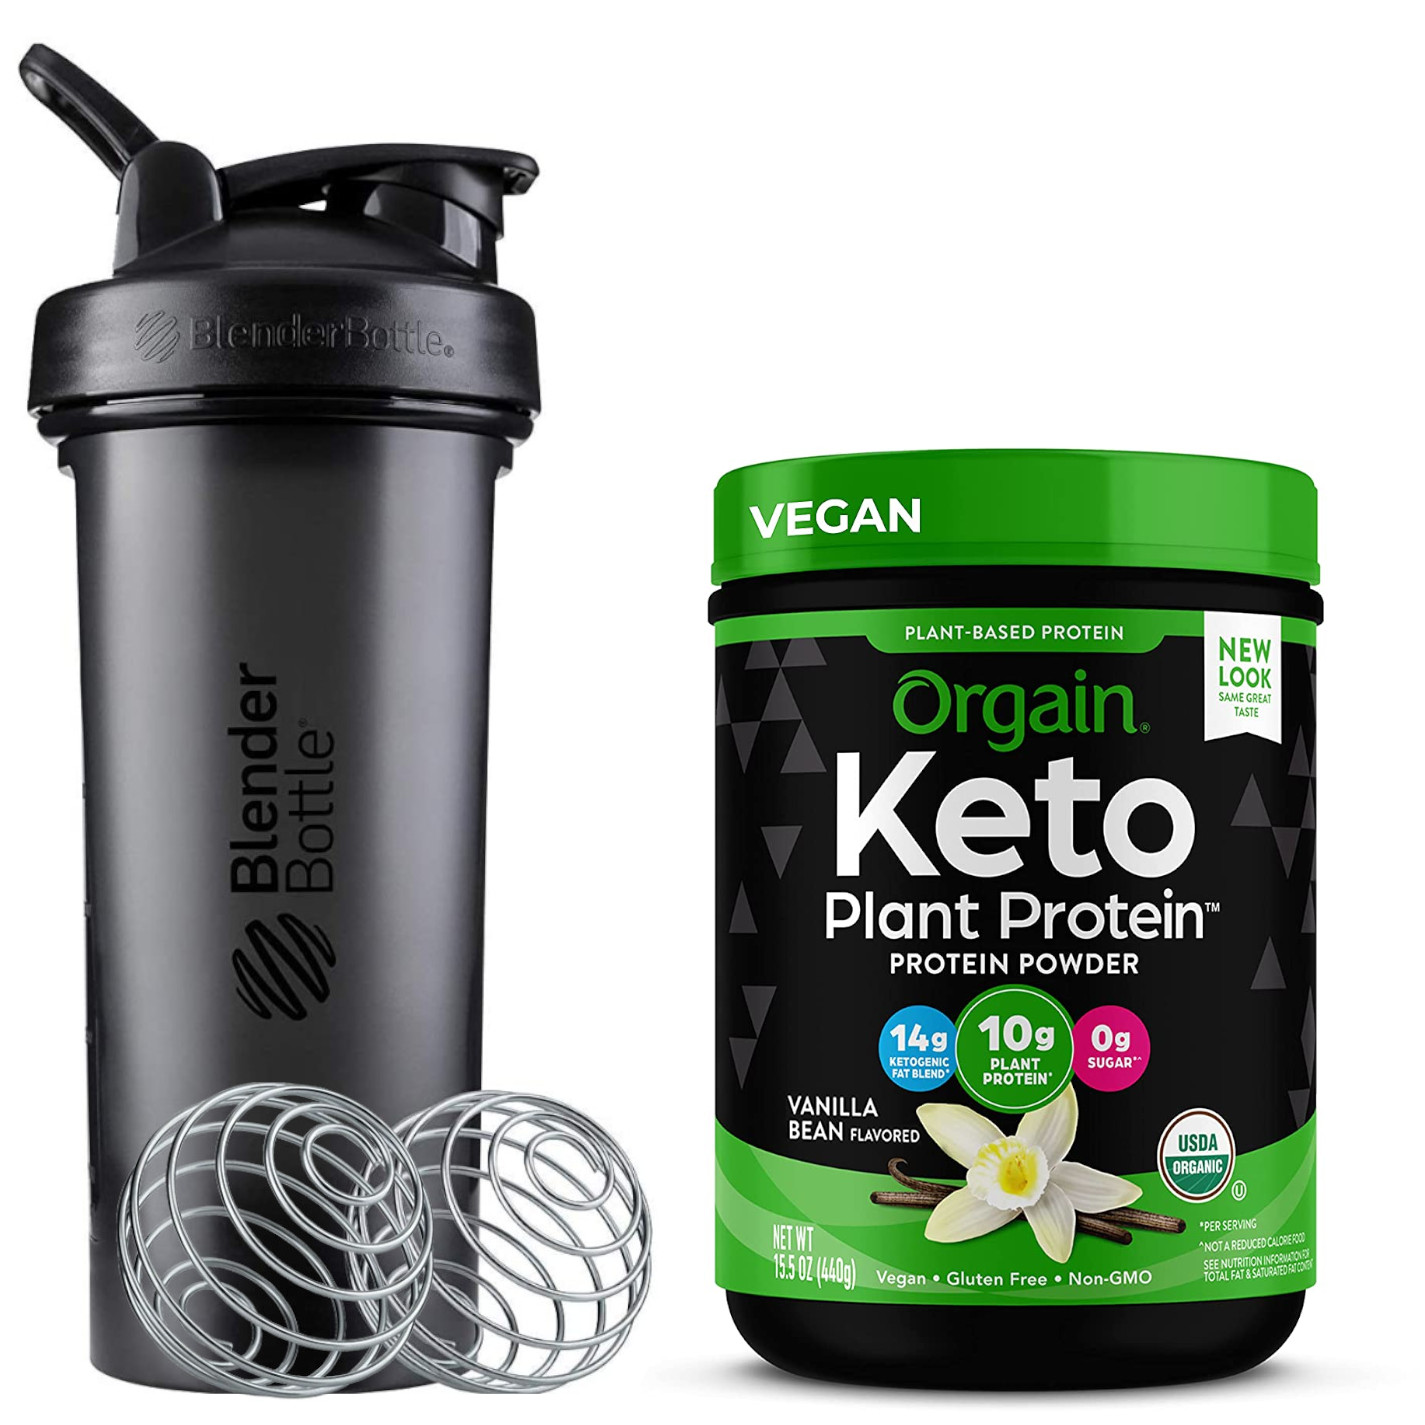 BlenderBottle®
Blender
Bottle®
VEGAN
PLANT-BASED PROTEIN
NEW
LOOK
SAME GREAT
TASTE
Orgain®
Keto
Plant Protein™
PROTEIN POWDER
14g
KETOGENIC
FAT BLEND*
10g
PLANT
PROTEIN*
0g
SUGAR*^
VANILLA
BEAN FLAVORED
USDA
ORGANIC
U
NET WT
15.5 OZ (440g)
Vegan • Gluten Free • Non-GMO
*PER SERVING
^NOT A REDUCED CALORIE FOOD
SEE NUTRITION INFORMATION FOR
TOTAL FAT & SATURATED FAT CONTENT